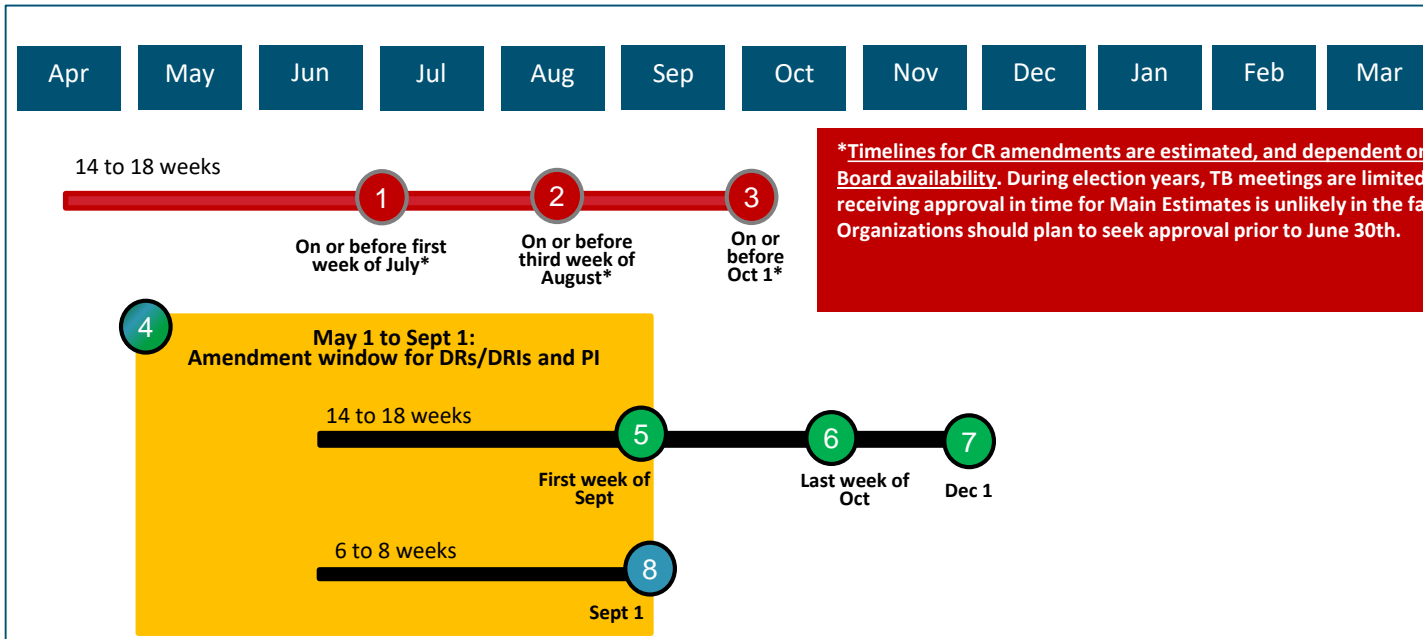 Apr May Jun Jul Aug Sep Oct Nov Dec Jan Feb Mar
14 to 18 weeks
1 2 3
On or before first
week of July*
On or before
third week of
August*
On or
before
Oct 1*
*Timelines for CR amendments are estimated, and dependent on
Board availability. During election years, TB meetings are limited
receiving approval in time for Main Estimates is unlikely in the fa
Organizations should plan to seek approval prior to June 30th.
4
May 1 to Sept 1:
Amendment window for DRs/DRIs and PI
14 to 18 weeks
5 6 7
First week of
Sept
Last week of
Oct
Dec 1
6 to 8 weeks
8
Sept 1